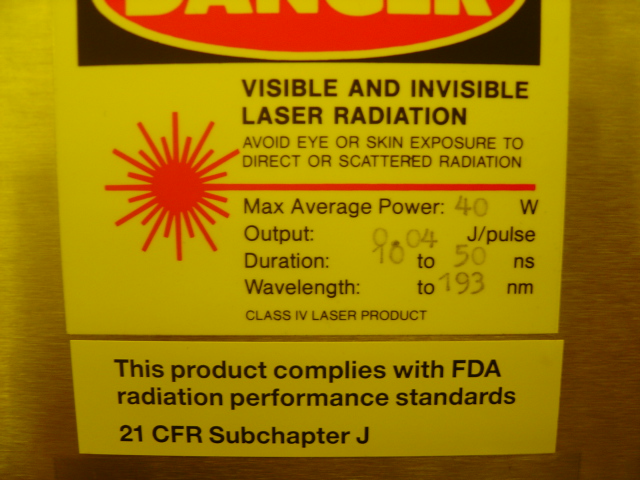 DANGER
VISIBLE AND INVISIBLE
LASER RADIATION
AVOID EYE OR SKIN EXPOSURE TO
DIRECT OR SCATTERED RADIATION
Max Average Power: 40 W
Output: 0.04 J/pulse
Duration: 10 to 50 ns
Wavelength: to 193 nm
CLASS IV LASER PRODUCT
This product complies with FDA
radiation performance standards
21 CFR Subchapter J